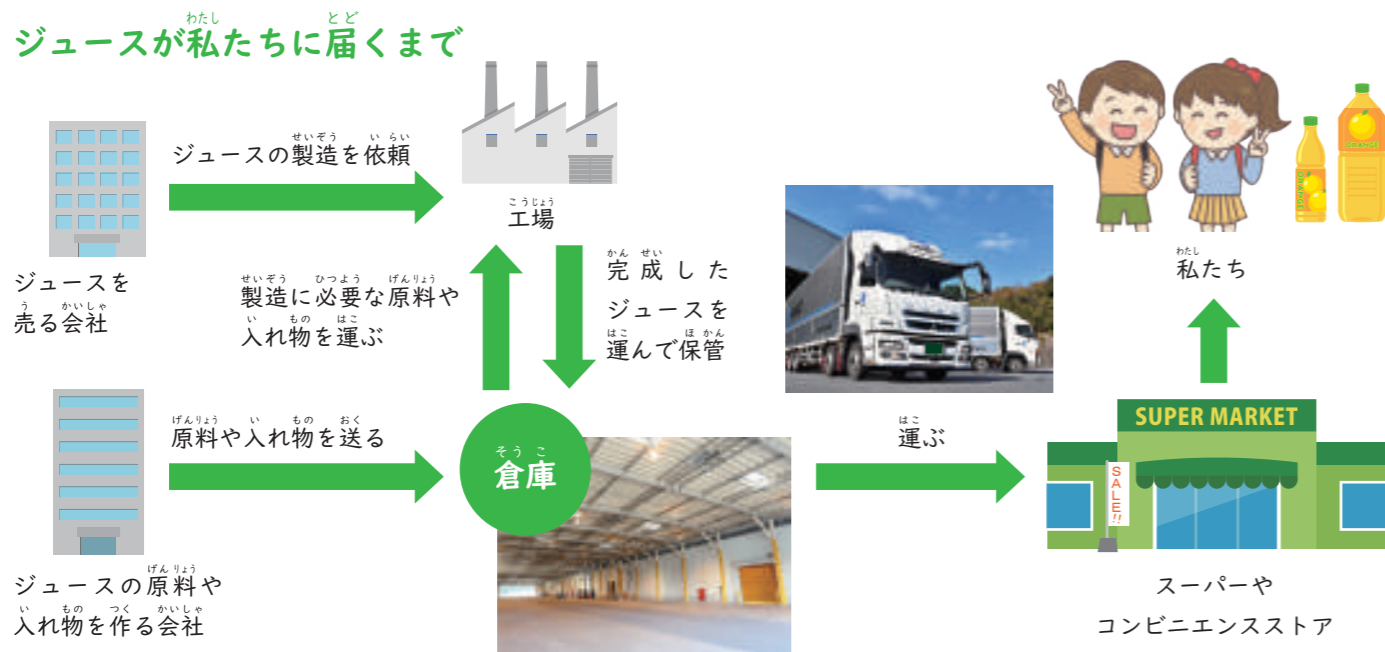 ジュースが私たちに届くまで
ジュースの製造を依頼
工場
ジュースを
売る会社
製造に必要な原料や
入れ物を運ぶ
完成した
ジュースを
運んで保管
私たち
ORANGE
ORANGE
原料や入れ物を送る
倉庫
運ぶ
SUPER MARKET
SALE!!
ジュースの原料や
入れ物を作る会社
スーパーや
コンビニエンスストア